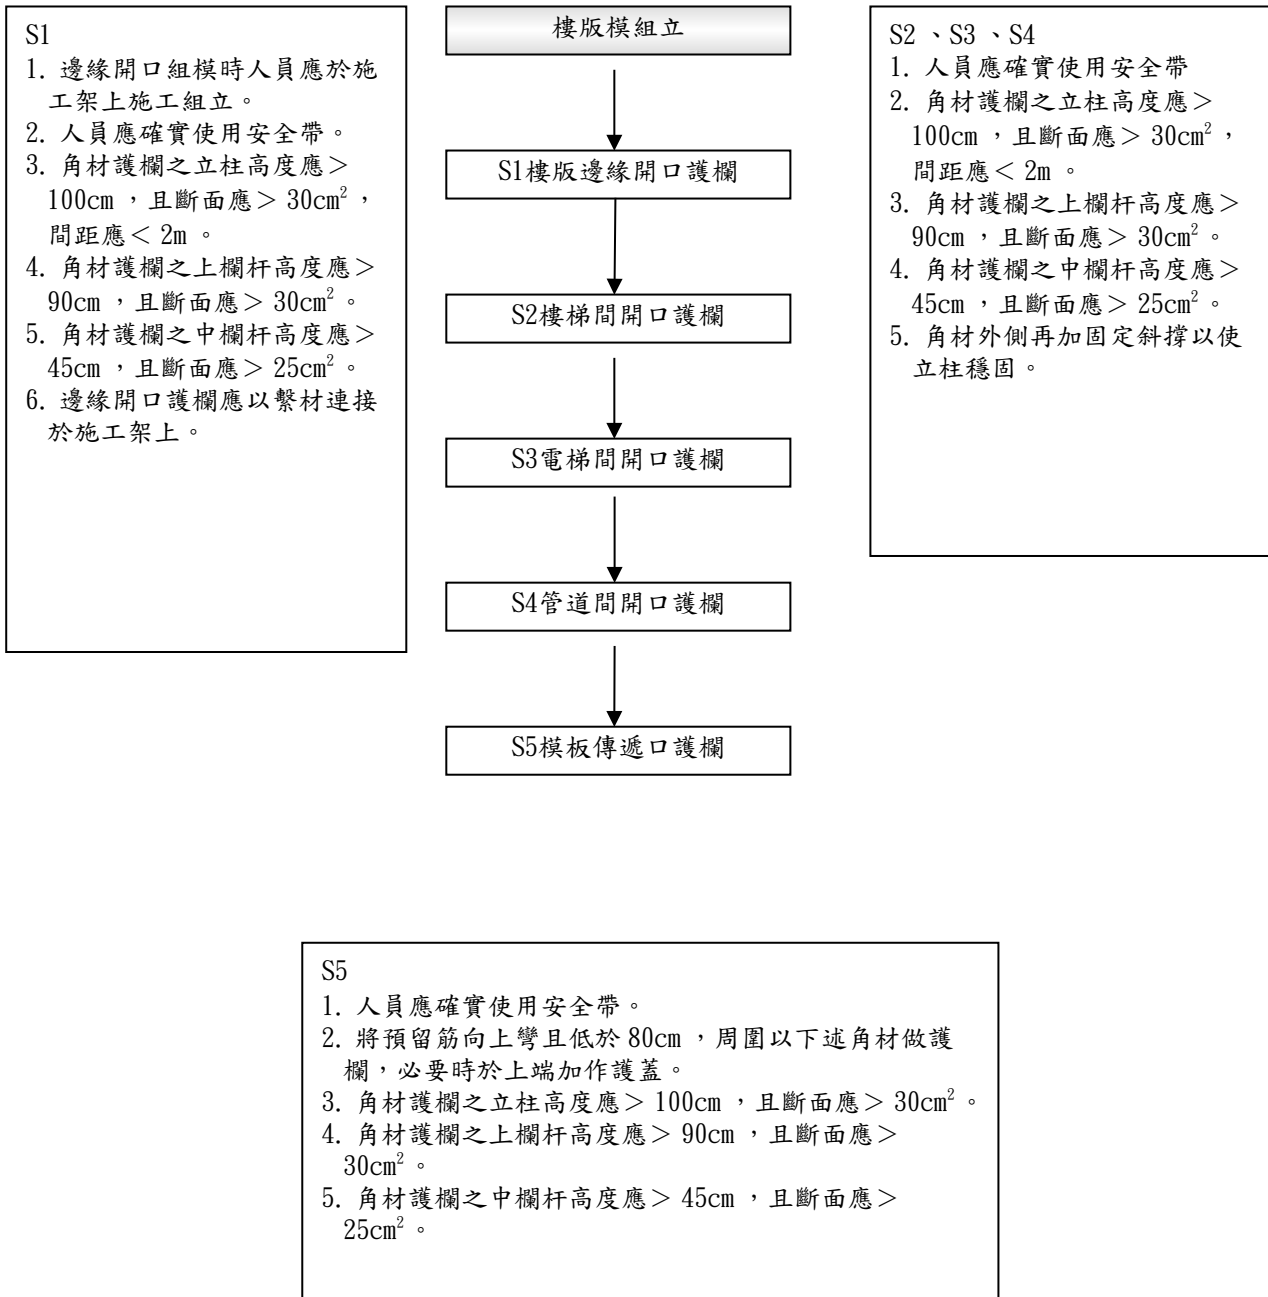 S1
1. 邊緣開口組模時人員應於施
工架上施工組立。
2. 人員應確實使用安全帶。
3. 角材護欄之立柱高度應＞
100cm ，且斷面應＞ 30cm²，
間距應＜ 2m 。
4. 角材護欄之上欄杆高度應＞
90cm ，且斷面應＞ 30cm² 。
5. 角材護欄之中欄杆高度應＞
45cm ，且斷面應＞ 25cm² 。
6. 邊緣開口護欄應以繫材連接
於施工架上。
樓版模組立
S1樓版邊緣開口護欄
S2樓梯間開口護欄
S3電梯間開口護欄
S4管道間開口護欄
S5模板傳遞口護欄
S2 、S3 、S4
1. 人員應確實使用安全帶
2. 角材護欄之立柱高度應＞
100cm ，且斷面應＞ 30cm²，
間距應＜ 2m 。
3. 角材護欄之上欄杆高度應＞
90cm ，且斷面應＞ 30cm² 。
4. 角材護欄之中欄杆高度應＞
45cm ，且斷面應＞ 25cm² 。
5. 角材外側再加固定斜撐以使
立柱穩固。
S5
1. 人員應確實使用安全帶。
2. 將預留筋向上彎且低於 80cm ，周圍以下述角材做護
欄，必要時於上端加作護蓋。
3. 角材護欄之立柱高度應＞ 100cm ，且斷面應＞ 30cm² 。
4. 角材護欄之上欄杆高度應＞ 90cm ，且斷面應＞
30cm² 。
5. 角材護欄之中欄杆高度應＞ 45cm ，且斷面應＞
25cm² 。